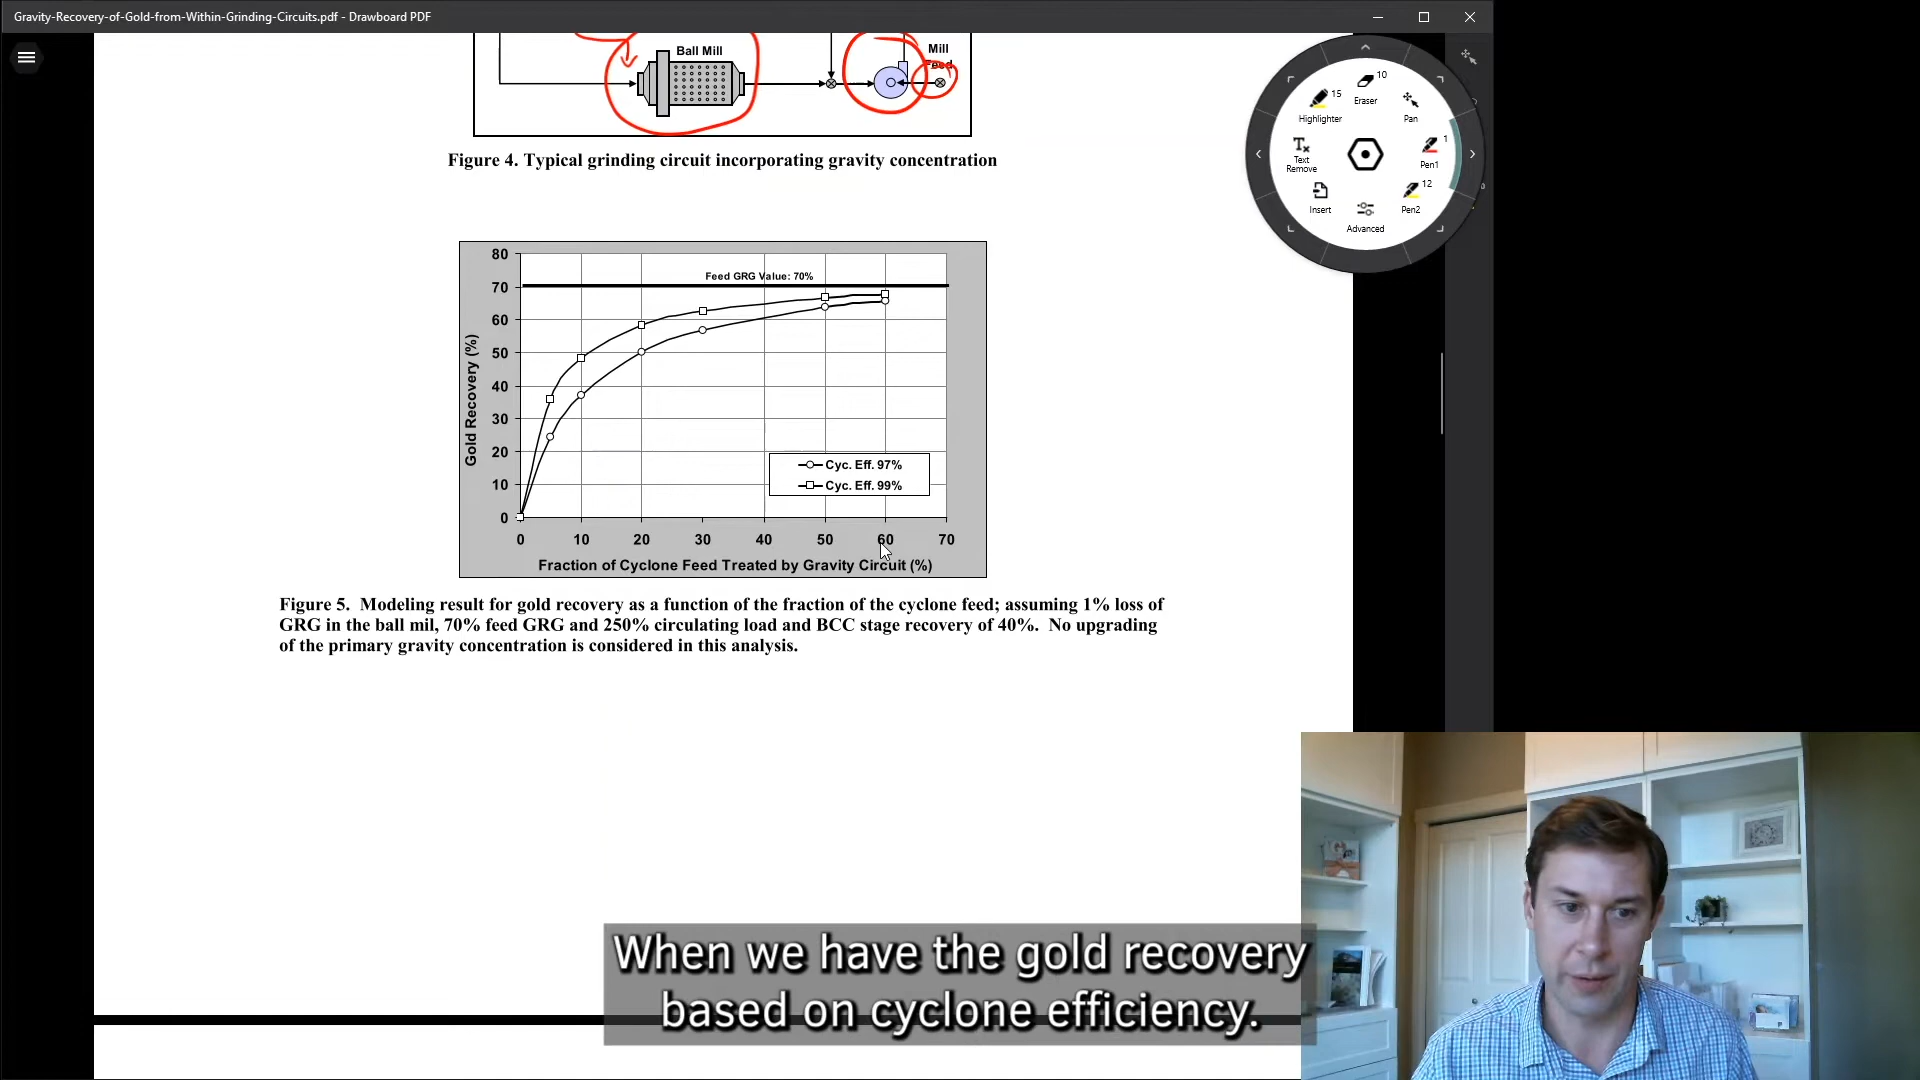 Gravity-Recovery-of-Gold-from-Within-Grinding-Circuits.pdf - Drawboard PDF
Ball Mill
Mill
Feed
Figure 4. Typical grinding circuit incorporating gravity concentration
10
Eraser
15
Highlighter
Pan
Text
Remove
1
Pen1
Insert
12
Pen2
Advanced
80
70
60
50
40
30
20
10
0
Gold Recovery (%)
Feed GRG Value: 70%
Cyc. Eff. 97%
Cyc. Eff. 99%
0 10 20 30 40 50 60 70
Fraction of Cyclone Feed Treated by Gravity Circuit (%)
Figure 5. Modeling result for gold recovery as a function of the fraction of the cyclone feed; assuming 1% loss of
GRG in the ball mil, 70% feed GRG and 250% circulating load and BCC stage recovery of 40%. No upgrading
of the primary gravity concentration is considered in this analysis.
When we have the gold recovery
based on cyclone efficiency.